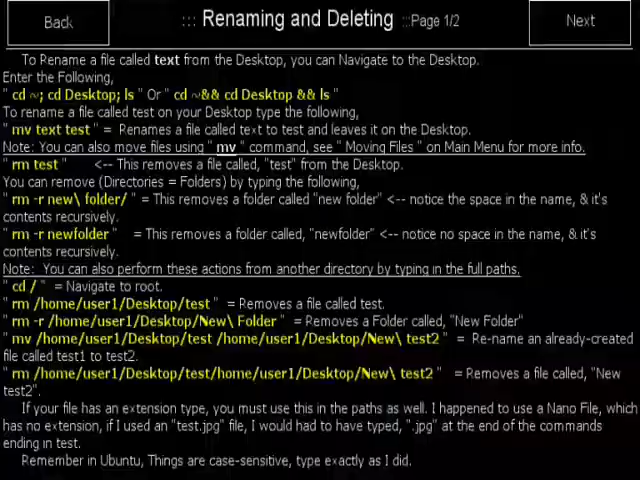 Back
::: Renaming and Deleting :::Page 1/2
Next
To Rename a file called text from the Desktop, you can Navigate to the Desktop.
Enter the Following,
" cd ~; cd Desktop; ls " Or " cd ~&& cd Desktop && ls "
To rename a file called test on your Desktop type the following,
" mv text test " = Renames a file called text to test and leaves it on the Desktop.
Note: You can also move files using " mv " command, see " Moving Files " on Main Menu for more info.
" rm test " <-- This removes a file called, "test" from the Desktop.
You can remove (Directories = Folders) by typing the following,
" rm -r new\ folder/ " = This removes a folder called "new folder" <-- notice the space in the name, & it's
contents recursively.
" rm -r newfolder " = This removes a folder called, "newfolder" <-- notice no space in the name, & it's
contents recursively.
Note: You can also perform these actions from another directory by typing in the full paths.
" cd / " = Navigate to root.
" rm /home/user1/Desktop/test " = Removes a file called test.
" rm -r /home/user1/Desktop/New\ Folder " = Removes a Folder called, "New Folder"
" mv /home/user1/Desktop/test /home/user1/Desktop/New\ test2 " = Re-name an already-created
file called test1 to test2.
" rm /home/user1/Desktop/test/home/user1/Desktop/New\ test2 " = Removes a file called, "New
test2".
If your file has an extension type, you must use this in the paths as well. I happened to use a Nano File, which
has no extension, if I used an "test.jpg" file, I would had to have typed, ".jpg" at the end of the commands
ending in test.
Remember in Ubuntu, Things are case-sensitive, type exactly as I did.